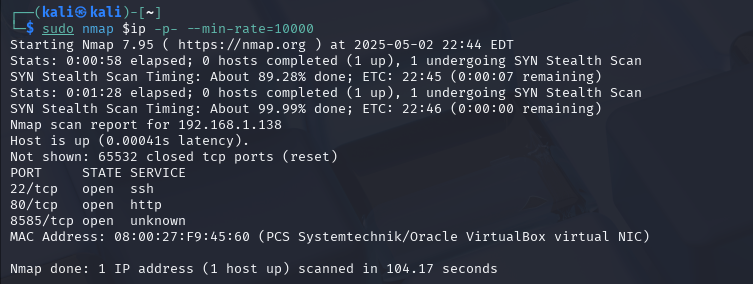 ┌──(kali㉿kali)-[~]
└─$ sudo nmap $ip -p- --min-rate=10000
Starting Nmap 7.95 ( https://nmap.org ) at 2025-05-02 22:44 EDT
Stats: 0:00:58 elapsed; 0 hosts completed (1 up), 1 undergoing SYN Stealth Scan
SYN Stealth Scan Timing: About 89.28% done; ETC: 22:45 (0:00:07 remaining)
Stats: 0:01:28 elapsed; 0 hosts completed (1 up), 1 undergoing SYN Stealth Scan
SYN Stealth Scan Timing: About 99.99% done; ETC: 22:46 (0:00:00 remaining)
Nmap scan report for 192.168.1.138
Host is up (0.00041s latency).
Not shown: 65532 closed tcp ports (reset)
PORT     STATE SERVICE
22/tcp   open  ssh
80/tcp   open  http
8585/tcp open  unknown
MAC Address: 08:00:27:F9:45:60 (PCS Systemtechnik/Oracle VirtualBox virtual NIC)
Nmap done: 1 IP address (1 host up) scanned in 104.17 seconds